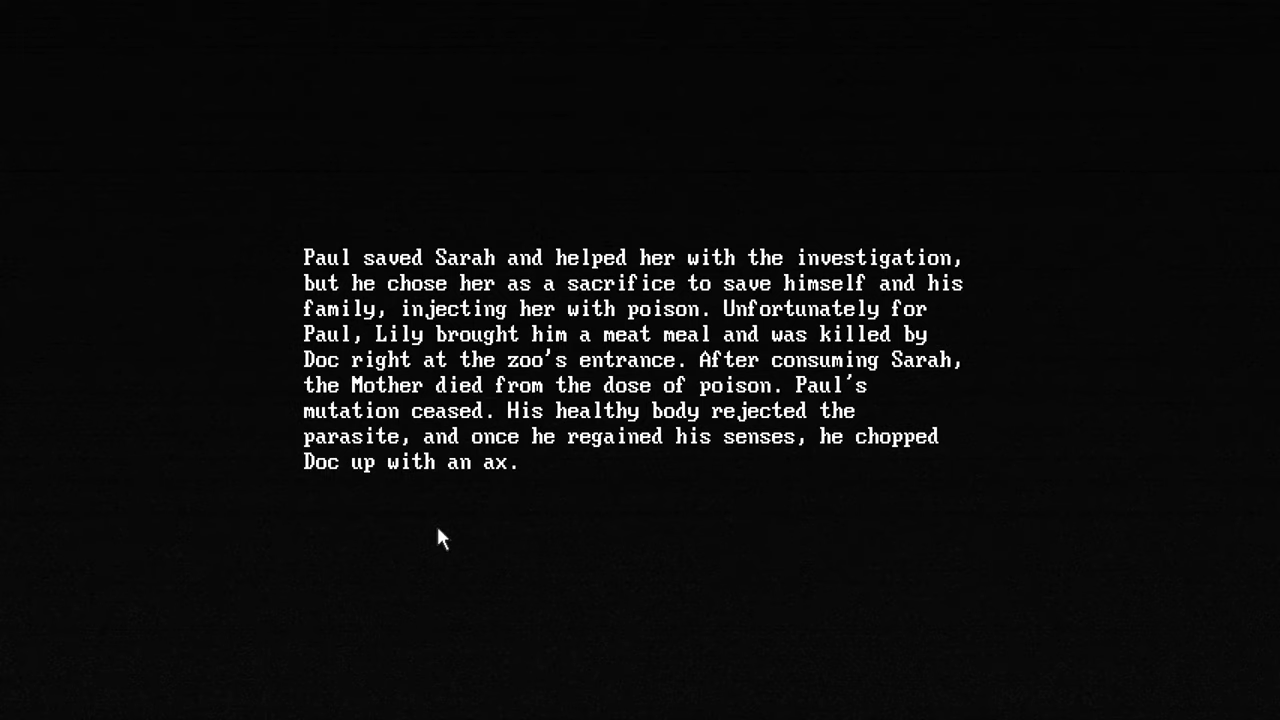 Paul saved Sarah and helped her with the investigation,
but he chose her as a sacrifice to save himself and his
family, injecting her with poison. Unfortunately for
Paul, Lily brought him a meat meal and was killed by
Doc right at the zoo's entrance. After consuming Sarah,
the Mother died from the dose of poison. Paul's
mutation ceased. His healthy body rejected the
parasite, and once he regained his senses, he chopped
Doc up with an ax.